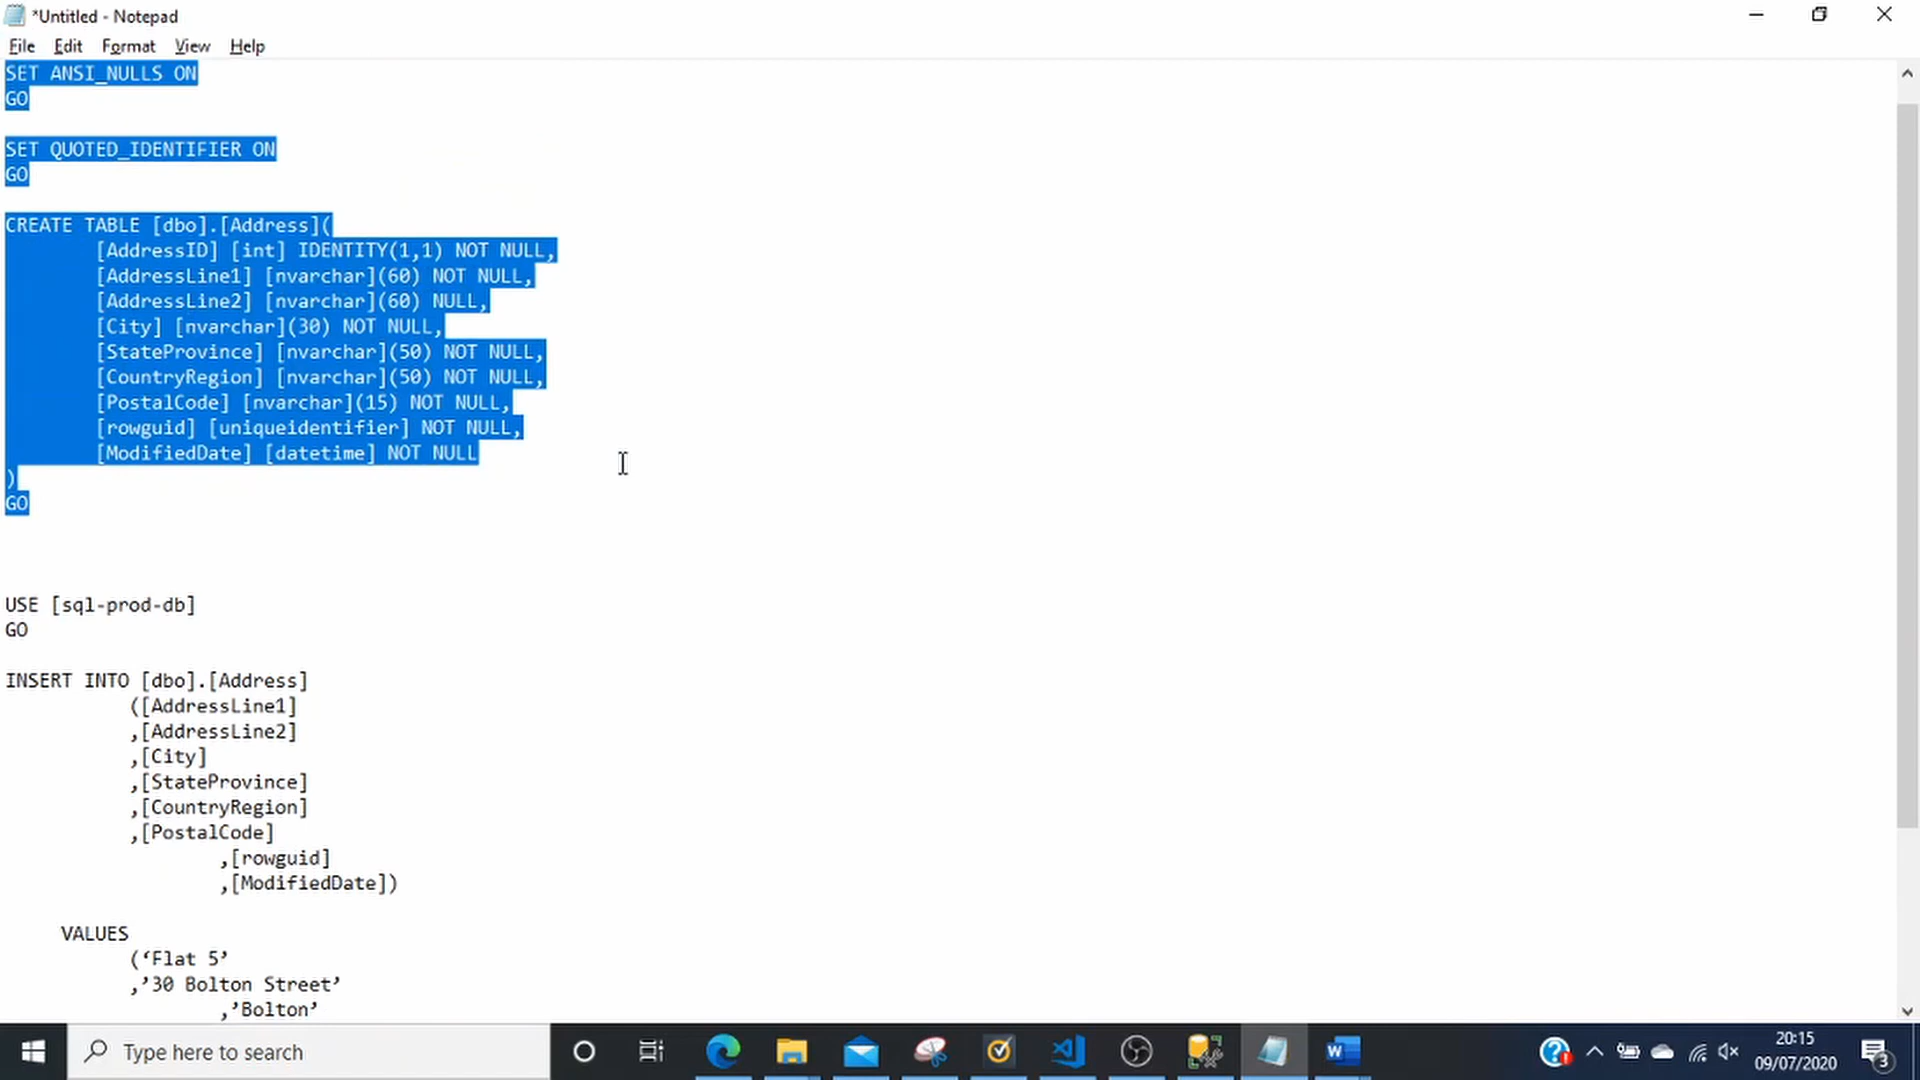 *Untitled - Notepad
File Edit Format View Help
SET ANSI_NULLS ON
GO
SET QUOTED_IDENTIFIER ON
GO
CREATE TABLE [dbo].[Address](
[AddressID] [int] IDENTITY(1,1) NOT NULL,
[AddressLine1] [nvarchar](60) NOT NULL,
[AddressLine2] [nvarchar](60) NULL,
[City] [nvarchar](30) NOT NULL,
[StateProvince] [nvarchar](50) NOT NULL,
[CountryRegion] [nvarchar](50) NOT NULL,
[PostalCode] [nvarchar](15) NOT NULL,
[rowguid] [uniqueidentifier] NOT NULL,
[ModifiedDate] [datetime] NOT NULL
)
GO
USE [sql-prod-db]
GO
INSERT INTO [dbo].[Address]
([AddressLine1]
,[AddressLine2]
,[City]
,[StateProvince]
,[CountryRegion]
,[PostalCode]
,[rowguid]
,[ModifiedDate])
VALUES
(‘Flat 5’
,’30 Bolton Street’
,’Bolton’
Type here to search
20:15
09/07/2020
3